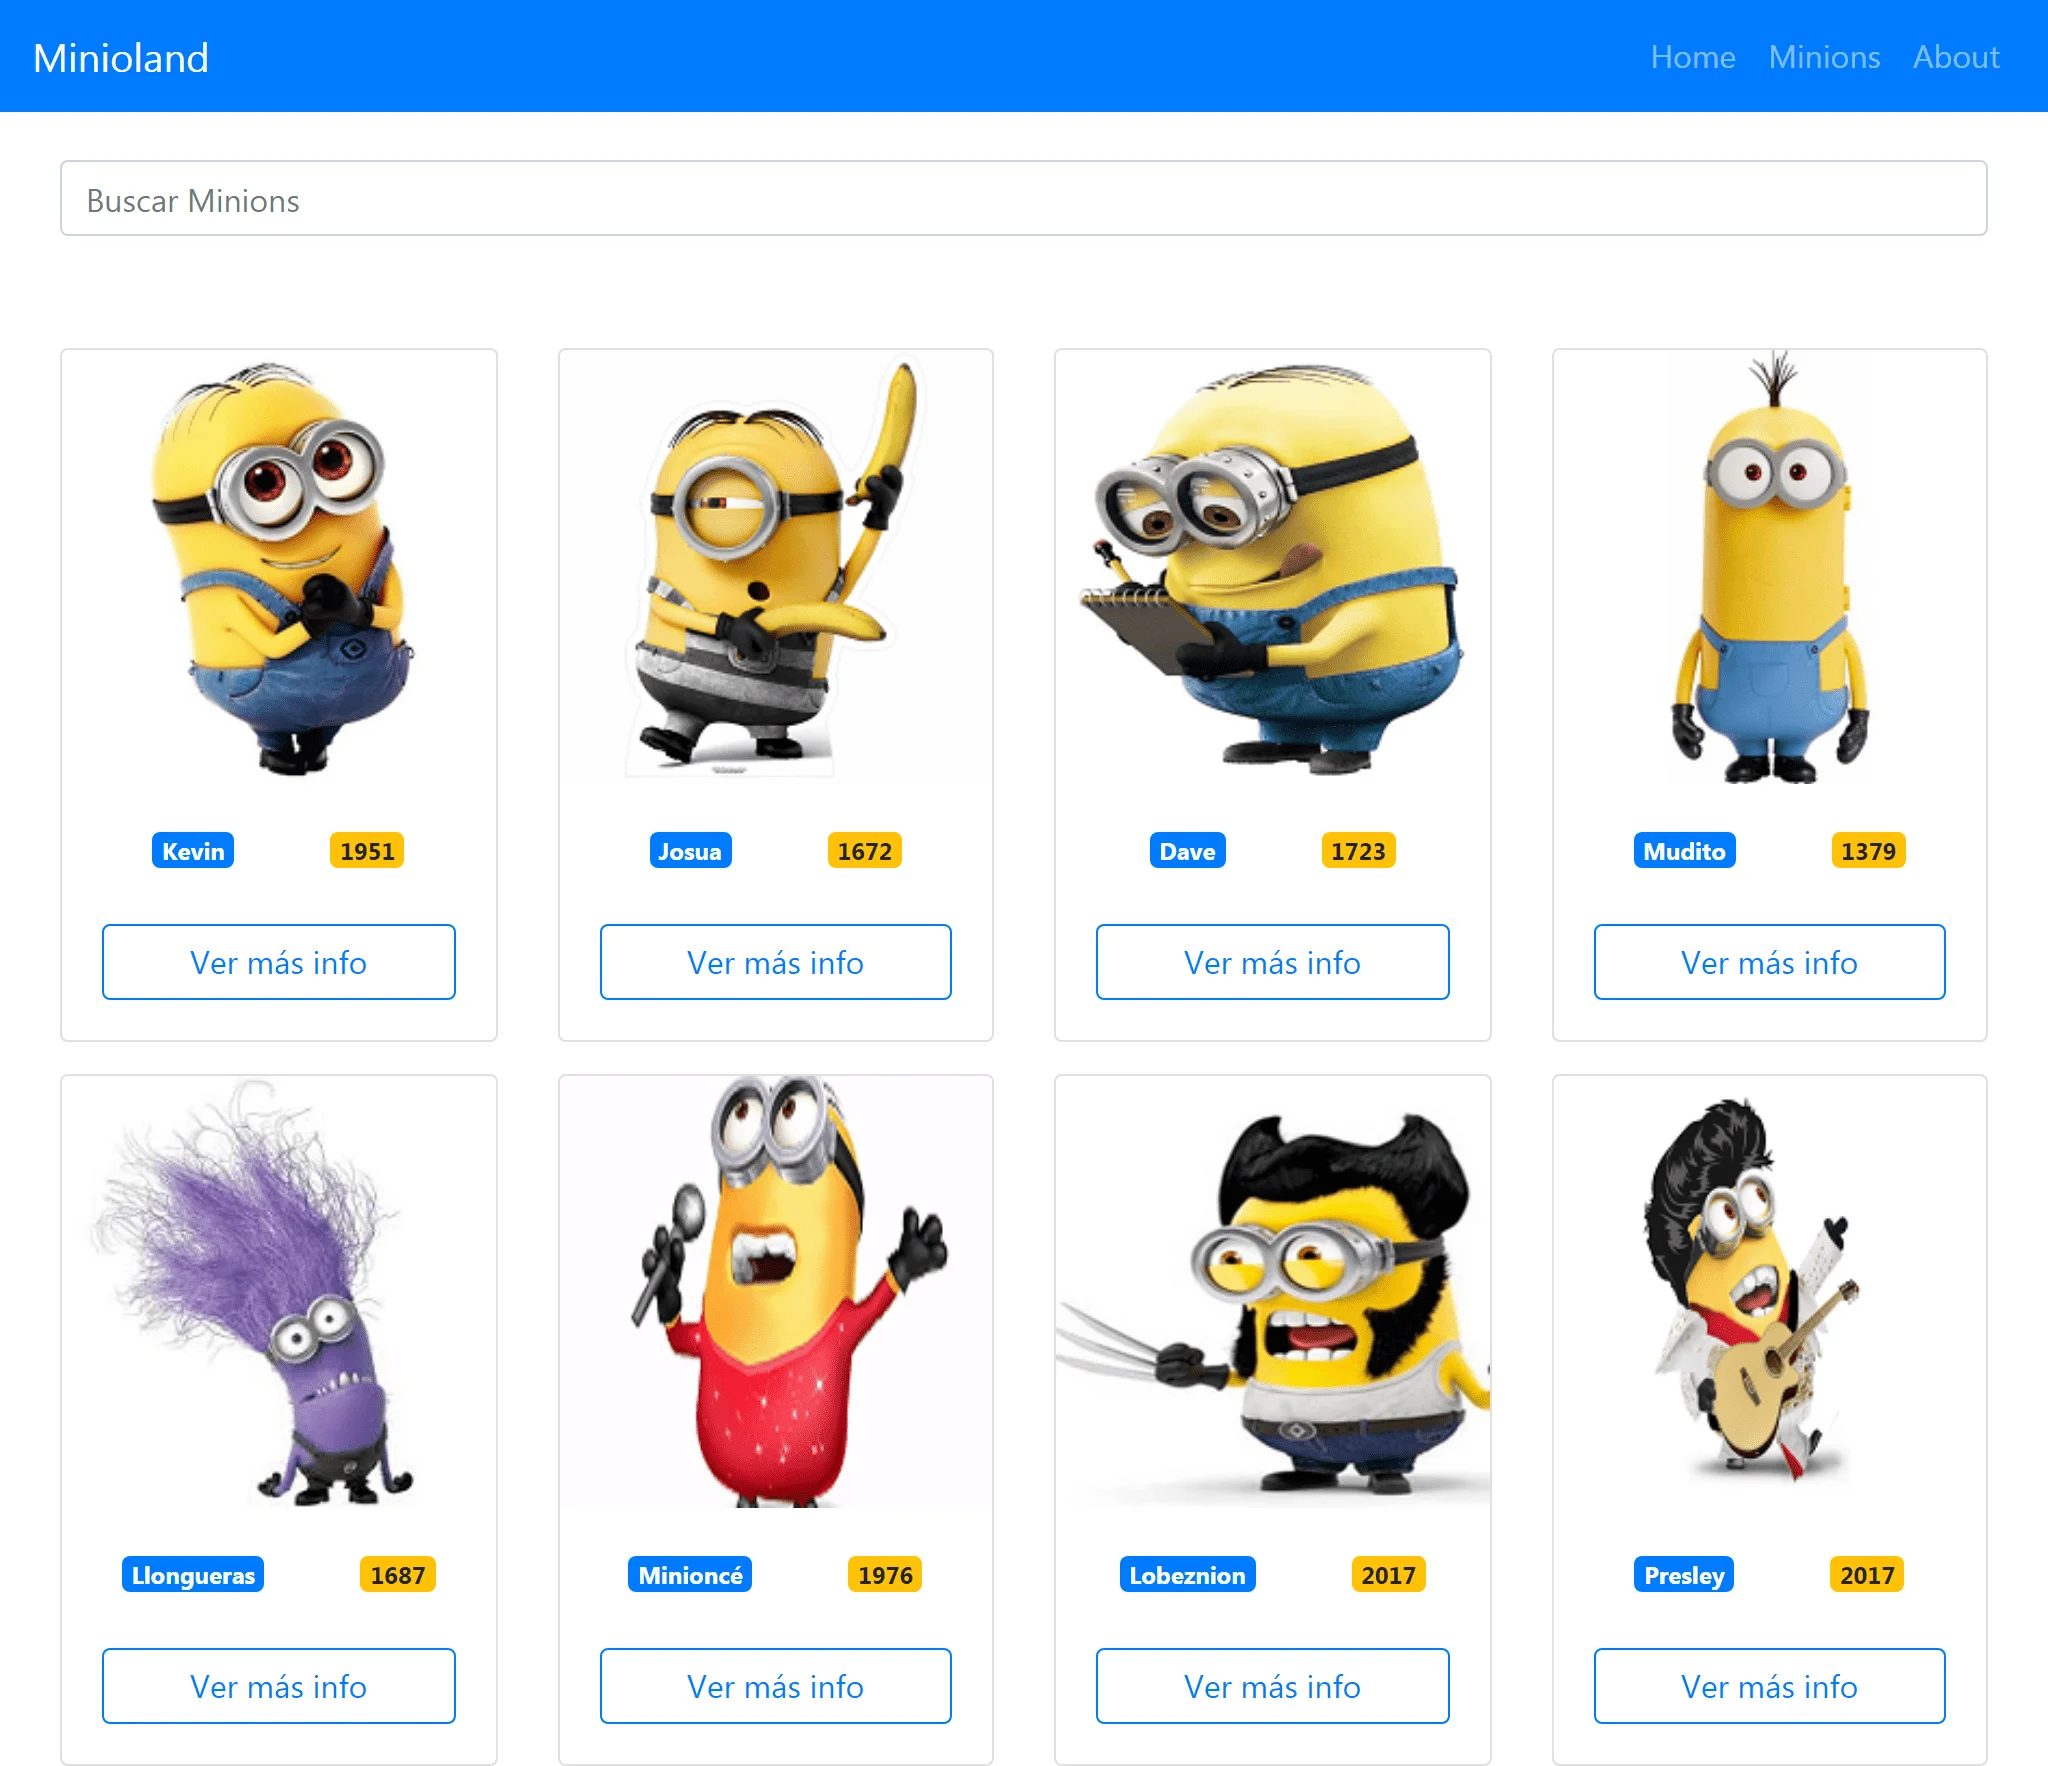 Minioland Home Minions About
Buscar Minions
Kevin 1951 Josua 1672 Dave 1723 Mudito 1379
Ver más info Ver más info Ver más info Ver más info
Llongueras 1687 Minioncé 1976 Lobeznion 2017 Presley 2017
Ver más info Ver más info Ver más info Ver más info